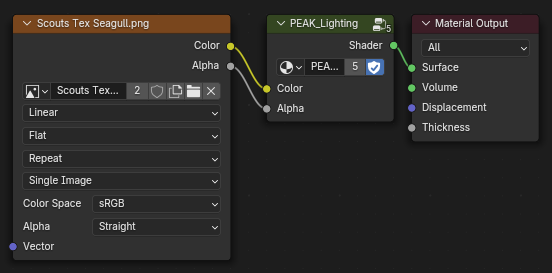 Scouts Tex Seagull.png
Color
Alpha
Scouts Tex... 2
Linear
Flat
Repeat
Single Image
Color Space sRGB
Alpha Straight
Vector
PEAK_Lighting 5
Shader
PEA... 5
Color
Alpha
Material Output
All
Surface
Volume
Displacement
Thickness